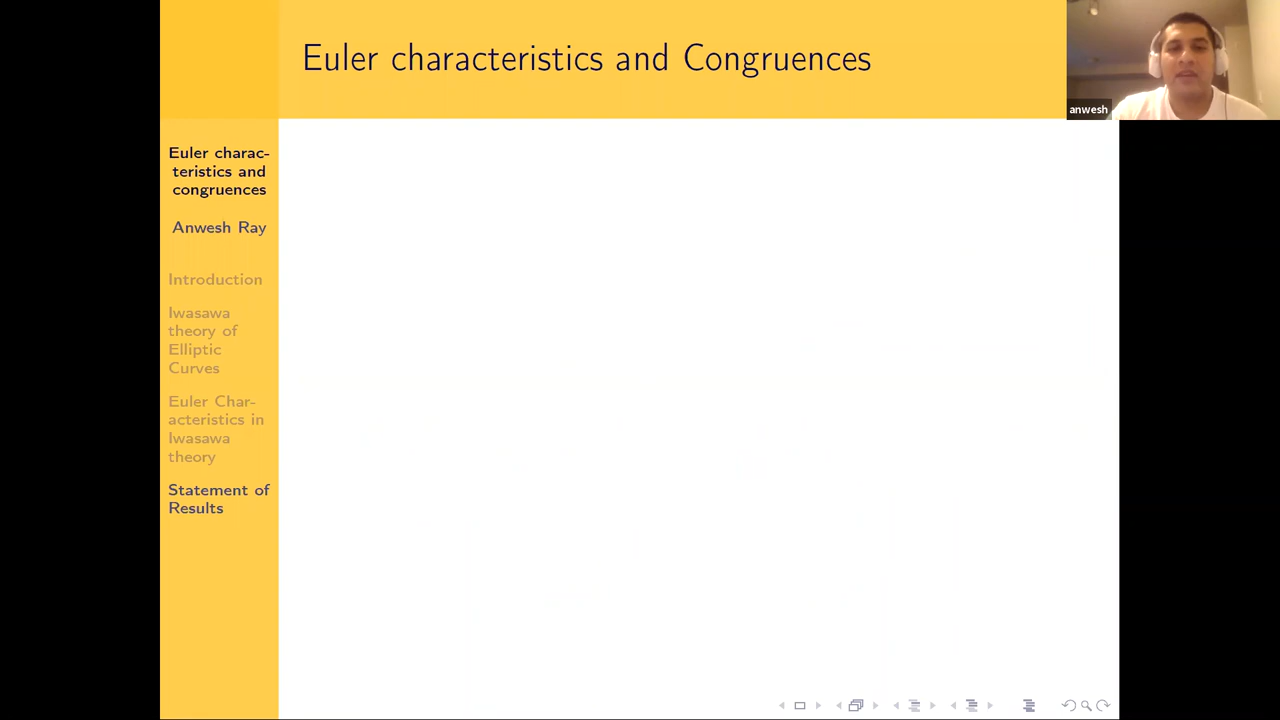 Euler characteristics and Congruences
anwesh
Euler charac-
teristics and
congruences
Anwesh Ray
Introduction
Iwasawa
theory of
Elliptic
Curves
Euler Char-
acteristics in
Iwasawa
theory
Statement of
Results